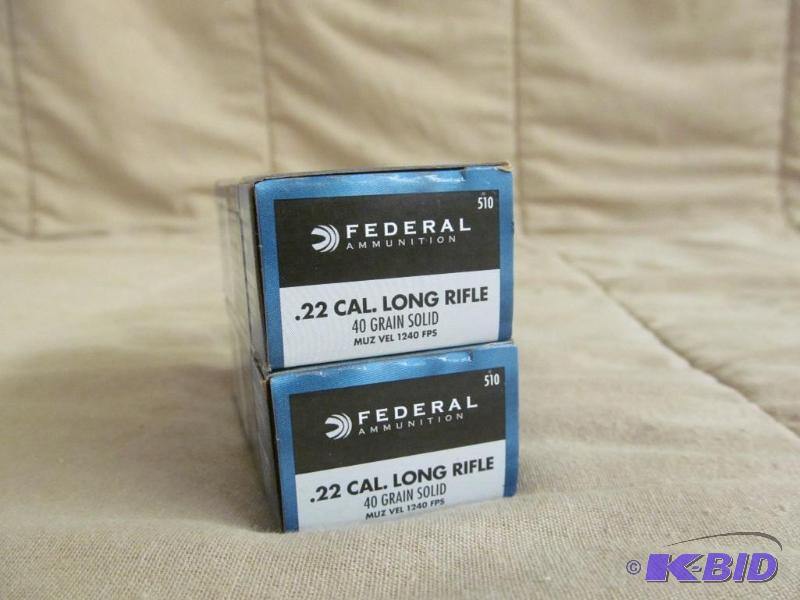 510
FEDERAL
AMMUNITION
.22 CAL. LONG RIFLE
40 GRAIN SOLID
MUZ VEL 1240 FPS
510
FEDERAL
AMMUNITION
.22 CAL. LONG RIFLE
40 GRAIN SOLID
MUZ VEL 1240 FPS
© K-BID